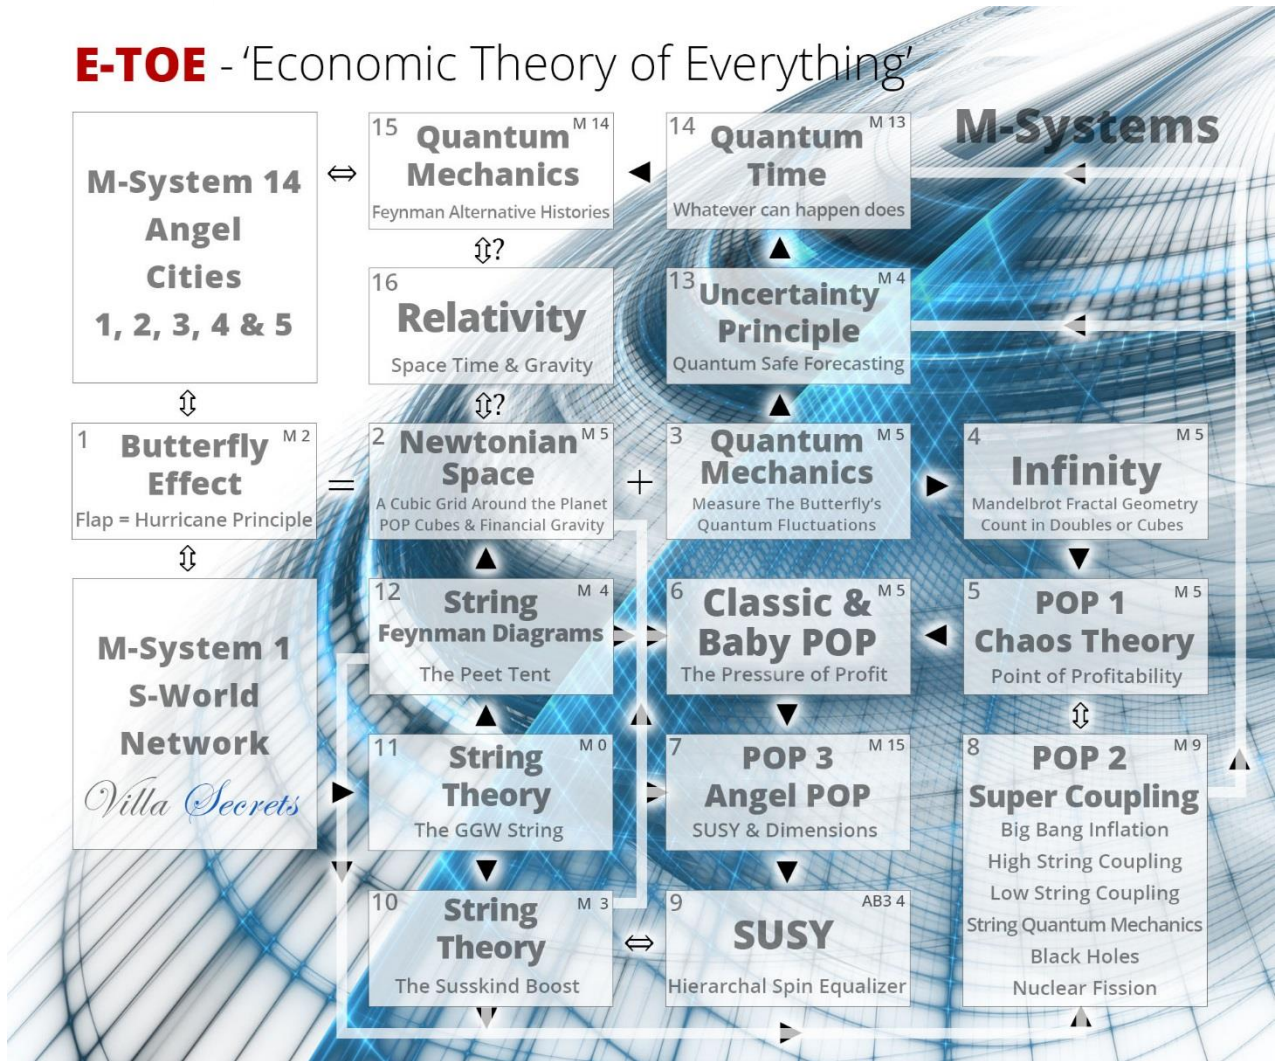 E-TOE - ‘Economic Theory of Everything’
M-Systems
M-System 14
Angel
Cities
1, 2, 3, 4 & 5
15 Quantum M 14
Mechanics
Feynman Alternative Histories
14 Quantum M 13
Time
Whatever can happen does
⇔
⇕?
16
Relativity
Space Time & Gravity
⇕?
13 Uncertainty M 4
Principle
Quantum Safe Forecasting
⇕
1 Butterfly M 2
Effect
Flap = Hurricane Principle
=
2 Newtonian M 5
Space
A Cubic Grid Around the Planet
POP Cubes & Financial Gravity
+
3 Quantum M 5
Mechanics
Measure The Butterfly’s
Quantum Fluctuations
4 M 5
Infinity
Mandelbrot Fractal Geometry
Count in Doubles or Cubes
⇕
M-System 1
S-World
Network
Villa Secrets
12 String M 4
Feynman Diagrams
The Peet Tent
6 Classic & M 5
Baby POP
The Pressure of Profit
5 POP 1 M 5
Chaos Theory
Point of Profitability
⇕
11 String M 0
Theory
The GGW String
7 POP 3 M 15
Angel POP
SUSY & Dimensions
8 POP 2 M 9
Super Coupling
Big Bang Inflation
High String Coupling
Low String Coupling
String Quantum Mechanics
Black Holes
Nuclear Fission
10 String M 3
Theory
The Susskind Boost
⇔
9 AB3 4
SUSY
Hierarchal Spin Equalizer